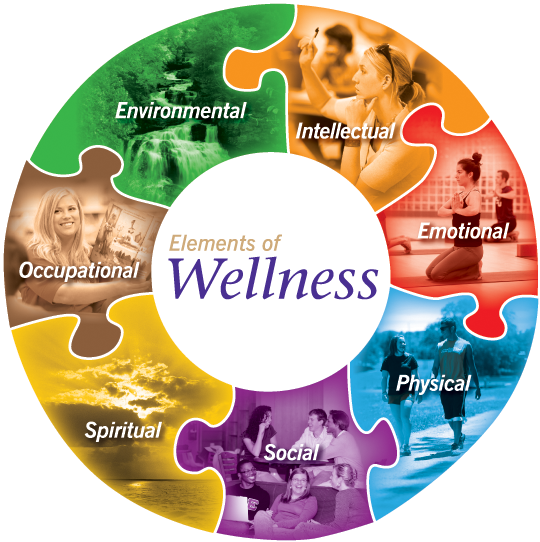 Environmental
Intellectual
Emotional
Occupational
Elements of
Wellness
Physical
Spiritual
Social